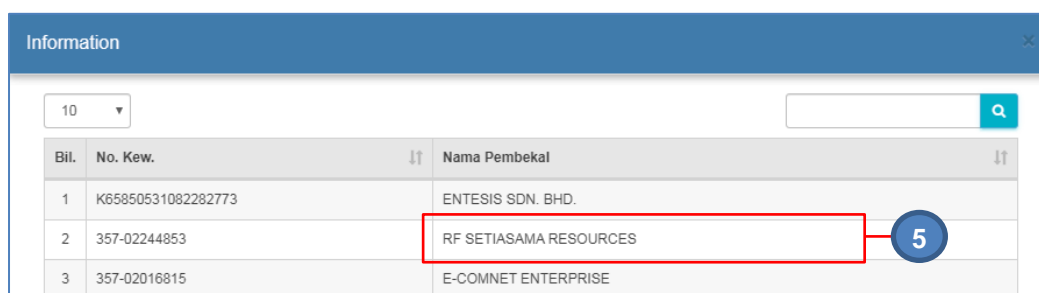 Information
10
Bil. No. Kew. Nama Pembekal
1 K65850531082282773 ENTESIS SDN. BHD.
2 357-02244853 RF SETIASAMA RESOURCES 5
3 357-02016815 E-COMNET ENTERPRISE